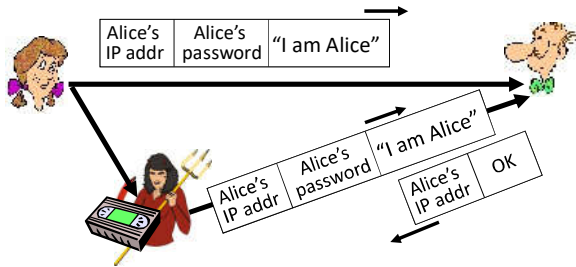 Alice's Alice's "I am Alice"
IP addr password
Alice's Alice's "I am Alice"
IP addr password
Alice's OK
IP addr